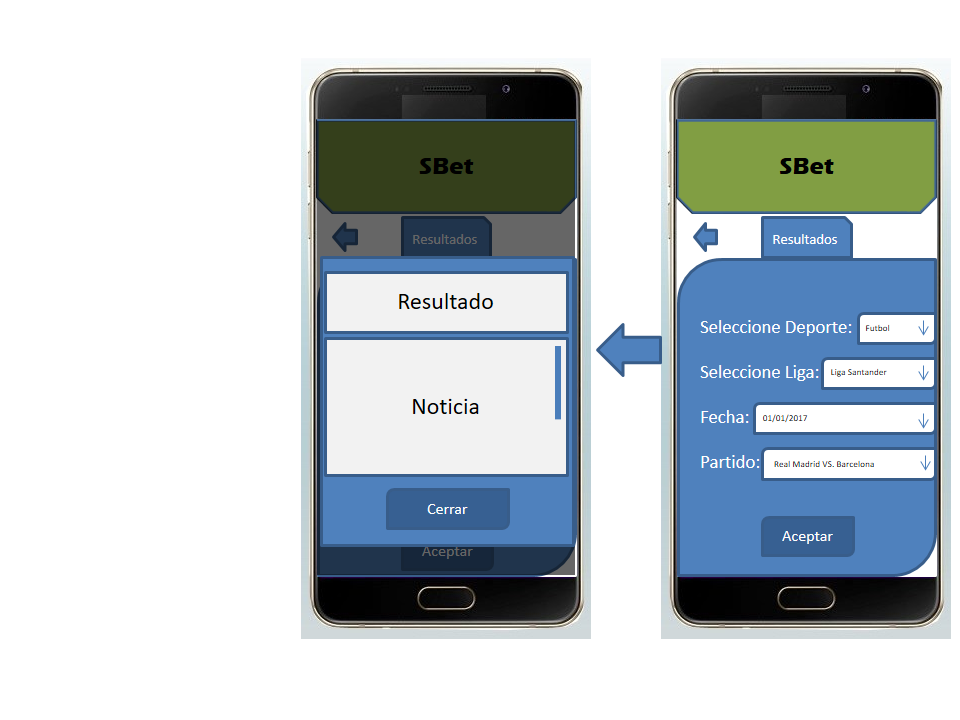 SBet
Resultados
Resultado
Noticia
Cerrar
Aceptar
SBet
Resultados
Seleccione Deporte: Futbol
Seleccione Liga: Liga Santander
Fecha: 01/01/2017
Partido: Real Madrid VS. Barcelona
Aceptar